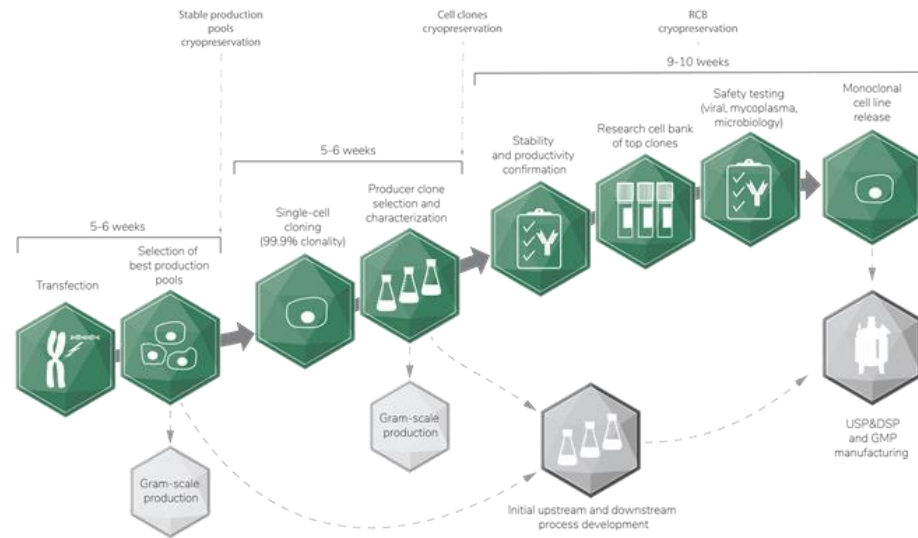 Stable production
pools
cryopreservation
Cell clones
cryopreservation
RCB
cryopreservation
9-10 weeks
Safety testing
(viral, mycoplasma,
microbiology)
Monoclonal
cell line
release
Research cell bank
of top clones
Stability
and productivity
confirmation
5-6 weeks
Producer clone
selection and
characterization
Single-cell
cloning
(99.9% clonality)
5-6 weeks
Selection of
best production
pools
Transfection
Gram-scale
production
Gram-scale
production
Initial upstream and downstream
process development
USP&DSP
and GMP
manufacturing